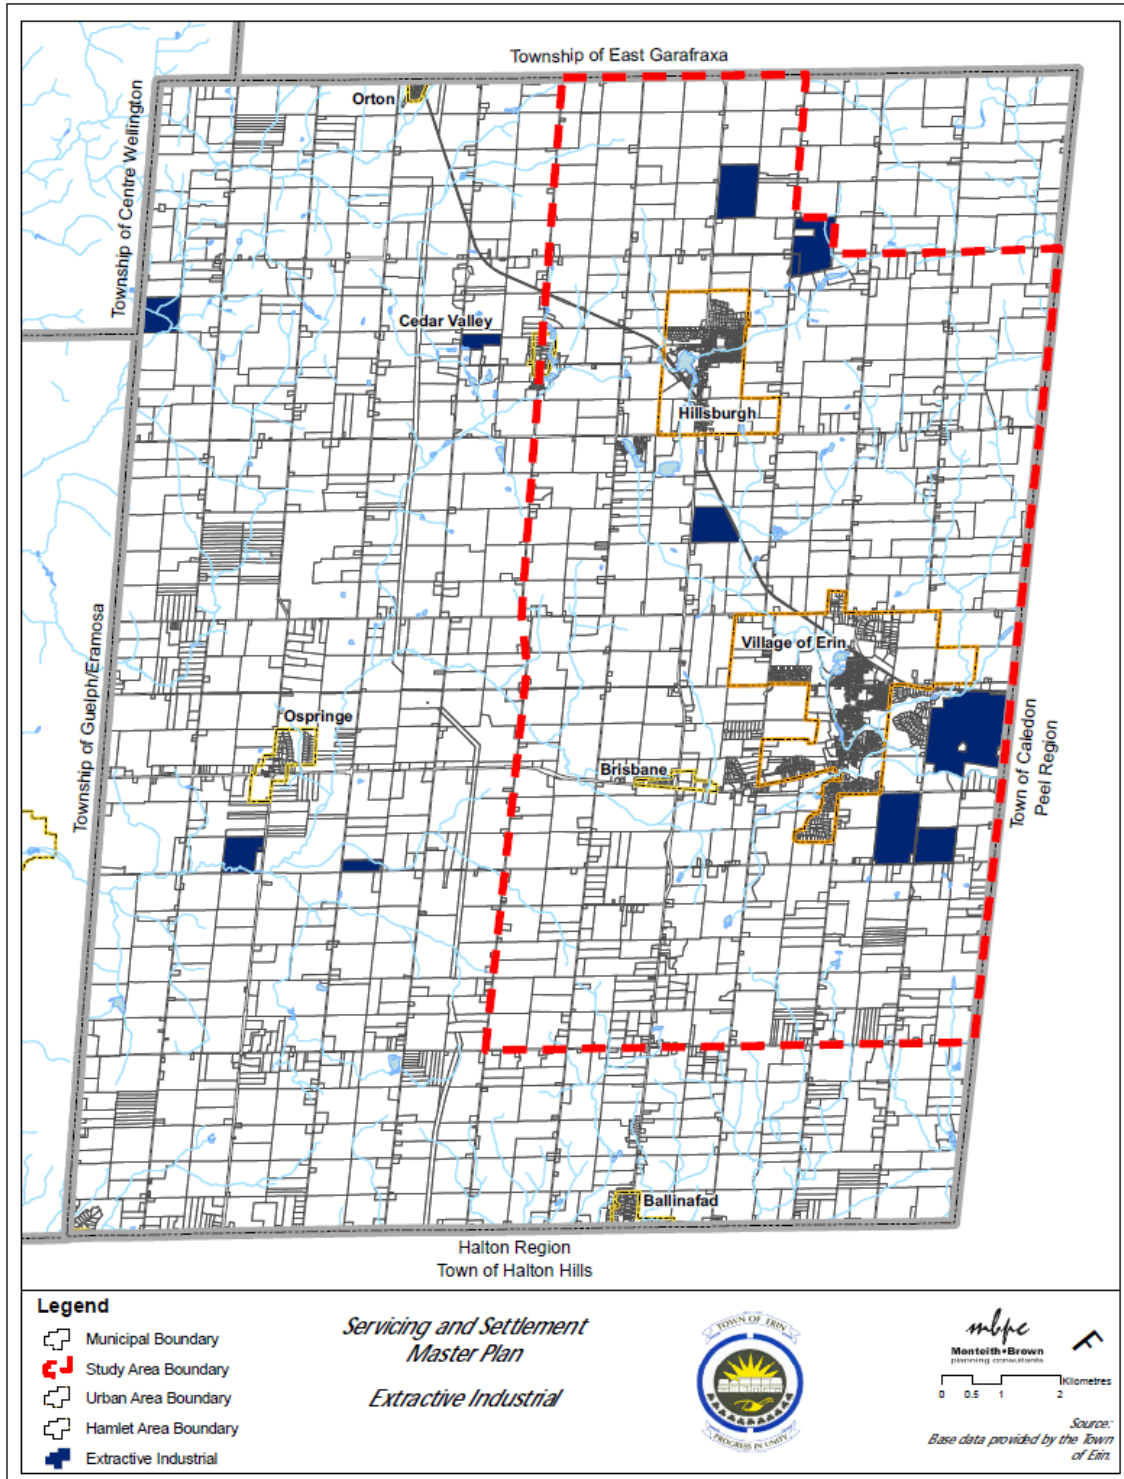 Township of East Garafraxa
Orton
Township of Centre Wellington
Cedar Valley
Hillsburgh
Village of Erin
Township of Guelph/Eramosa
Ospringe
Brisbane
Town of Caledon
Peel Region
Ballinafad
Halton Region
Town of Halton Hills
Legend
Municipal Boundary
Study Area Boundary
Urban Area Boundary
Hamlet Area Boundary
Extractive Industrial
Servicing and Settlement
Master Plan
Extractive Industrial
TOWN OF ERIN
PROGRESS IN UNITY
mbpc
Monteith•Brown
planning consultants
Kilometres
0 0.5 1 2
Source:
Base data provided by the Town
of Erin.